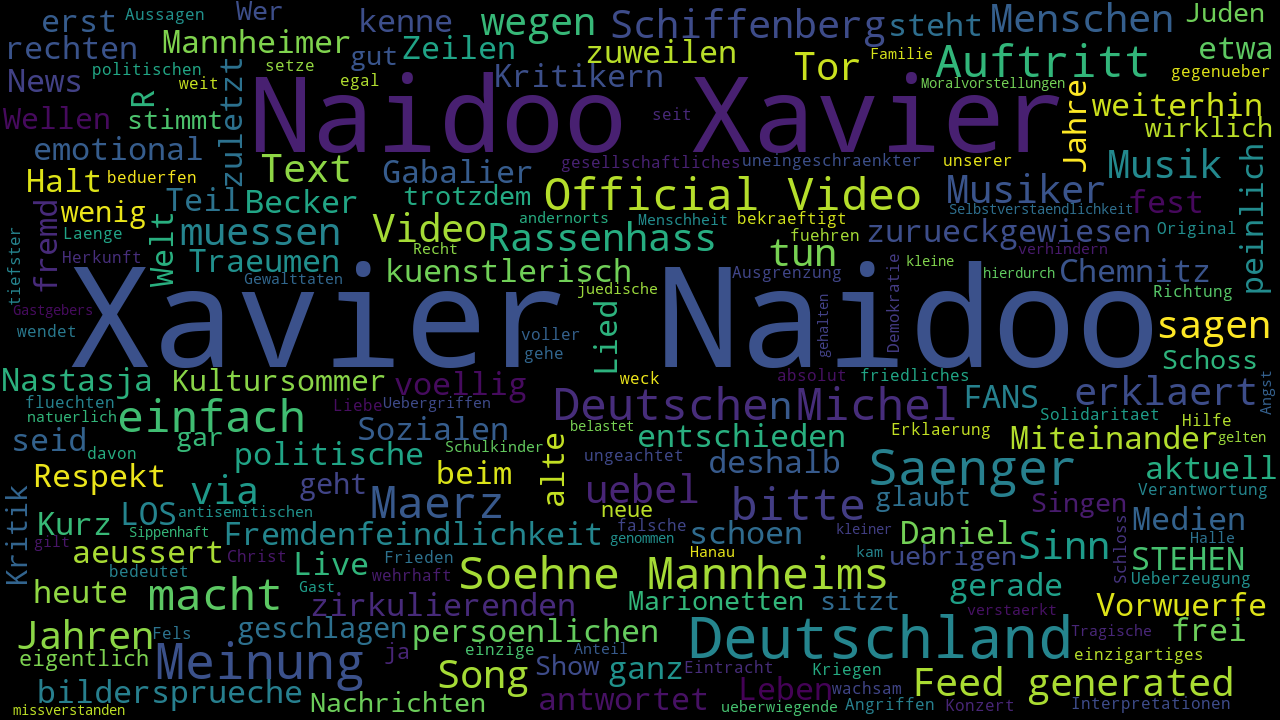 erst Aussagen Wer kenne wegen Schiffenberg steht Menschen Juden
rechten Mannheimer gut Zeilen zuweilen Tor Familie Auftritt etwa
News politischen weit setze egal Kritikern Moralvorstellungen gegenueber
Wellen stimmt R zuletzt Naidoo Xavier seit Jahre weiterhin wirklich
emotional Text Gabalier gesellschaftliches uneingeschraenkter unserer Musik
Halt beduerfen Teil Becker trotzdem Official Video Musiker fest peinlich
fremd wenig Welt muessen Video andernorts Menschheit bekraeftigt Selbstverstaendlichkeit Original
Laenge Rassenhass tun fuehren zurueckgewiesen
tiefster Herkunft Traeumen Recht verhindern
Gewalttaten kuenstlerisch Ausgrenzung kleine hierdurch Chemnitz
Gastgebers juedische Richtung
wendet Xavier Naidoo voller gehe Lied gehalten Demokratie sagen
Schoss
Nastasja Kultursommer voellig weck absolut friedliches erklaert Angst
fluechten natuerlich einfach Liebe Uebergriffen Deutschen Michel FANS Solidaritaet Hilfe
seid davon gar Sozialen belastet entschieden Erklaerung Miteinander gelten
politische Schulkinder alte ungeachtet deshalb Saenger aktuell
Respekt via geht beim uebel bitte glaubt Singen Verantwortung
Kritik Kurz LOS antisemitischen Maerz neue falsche schoen kleiner Daniel Medien
gilt Sippenhaft Fremdenfeindlichkeit genommen uebrigen Sinn Schloss Halle
aeussert Christ Live Frieden Hanau kam STEHEN
bedeutet Gast wehrhaft Soehne Mannheims gerade Ueberzeugung
heute macht zirkulierenden Marionetten sitzt verstaerkt Vorwuerfe
Jahren Fels geschlagen persoenlichen Deutschland Tragische frei
eigentlich Meinung ja einzige Anteil einzigartiges
Song Show ganz Eintracht Kriegen Feed generated
bildersprueche Nachrichten antwortet Leben wachsam
missverstanden ueberwiegende Angriffen Konzert Interpretationen